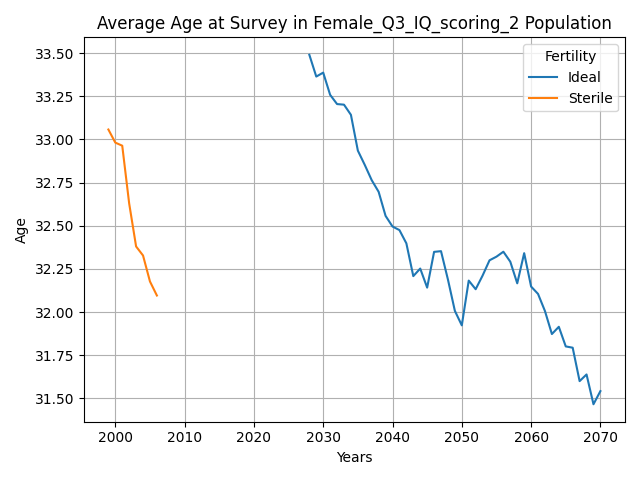 Average Age at Survey in Female_Q3_IQ_scoring_2 Population
Fertility
Ideal
Sterile
33.50
33.25
33.00
32.75
32.50
32.25
32.00
31.75
31.50
Age
2000
2010
2020
2030
2040
2050
2060
2070
Years